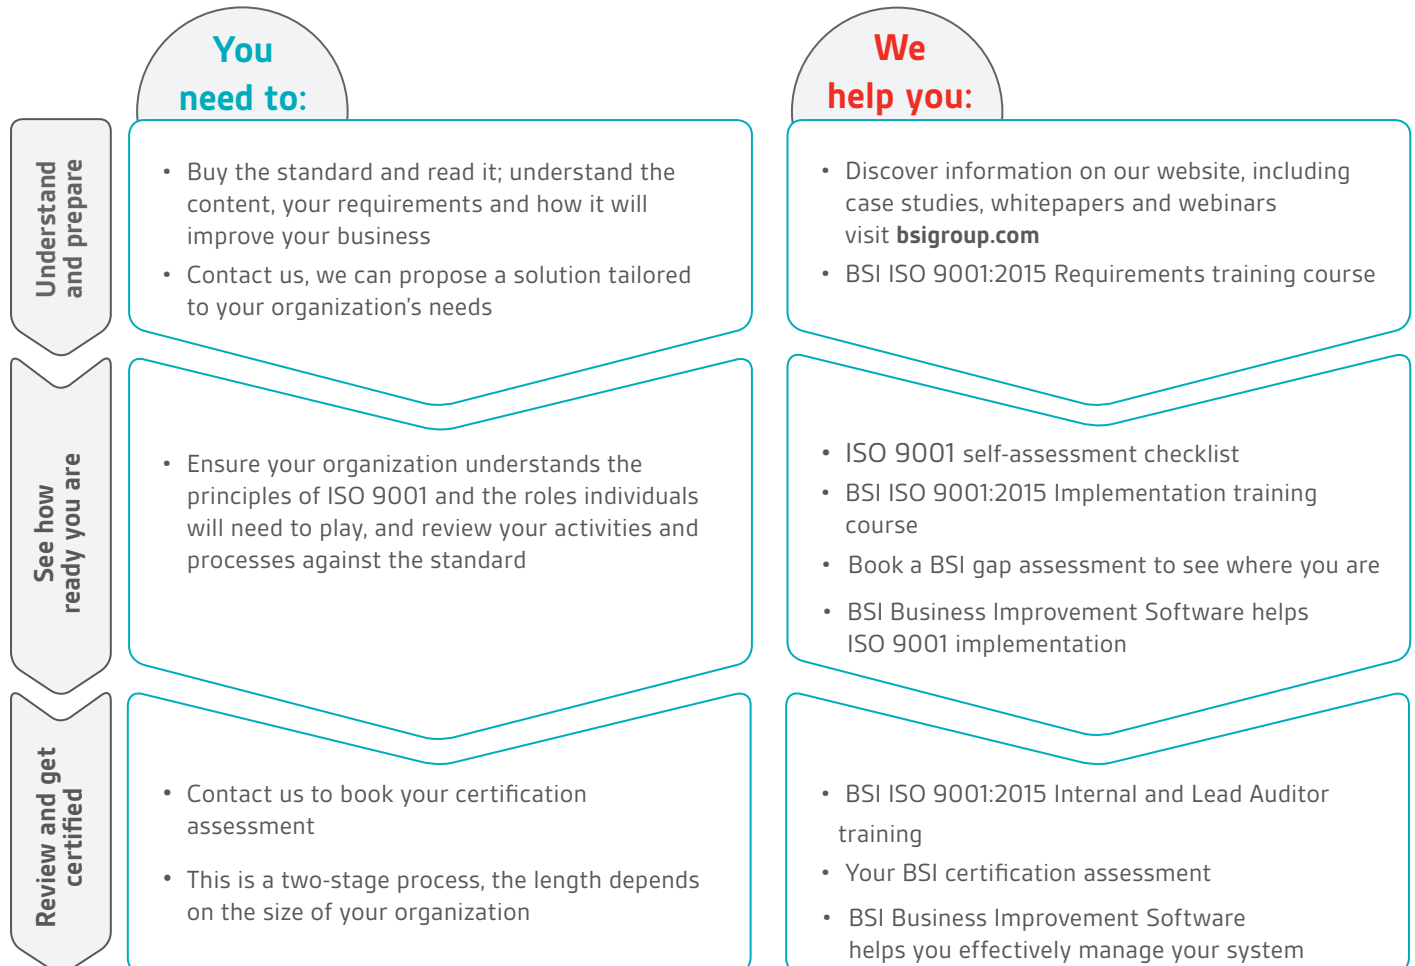 You
need to:
We
help you:
Understand
and prepare
• Buy the standard and read it; understand the
content, your requirements and how it will
improve your business
• Contact us, we can propose a solution tailored
to your organization's needs
• Discover information on our website, including
case studies, whitepapers and webinars
visit bsigroup.com
• BSI ISO 9001:2015 Requirements training course
See how
ready you are
• Ensure your organization understands the
principles of ISO 9001 and the roles individuals
will need to play, and review your activities and
processes against the standard
• ISO 9001 self-assessment checklist
• BSI ISO 9001:2015 Implementation training
course
• Book a BSI gap assessment to see where you are
• BSI Business Improvement Software helps
ISO 9001 implementation
Review and get
certified
• Contact us to book your certification
assessment
• This is a two-stage process, the length depends
on the size of your organization
• BSI ISO 9001:2015 Internal and Lead Auditor
training
• Your BSI certification assessment
• BSI Business Improvement Software
helps you effectively manage your system